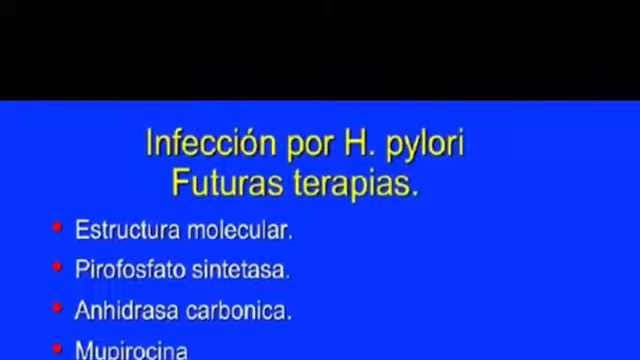 Infección por H. pylori
Futuras terapias.
• Estructura molecular.
• Pirofosfato sintetasa.
• Anhidrasa carbonica.
• Mupirocina